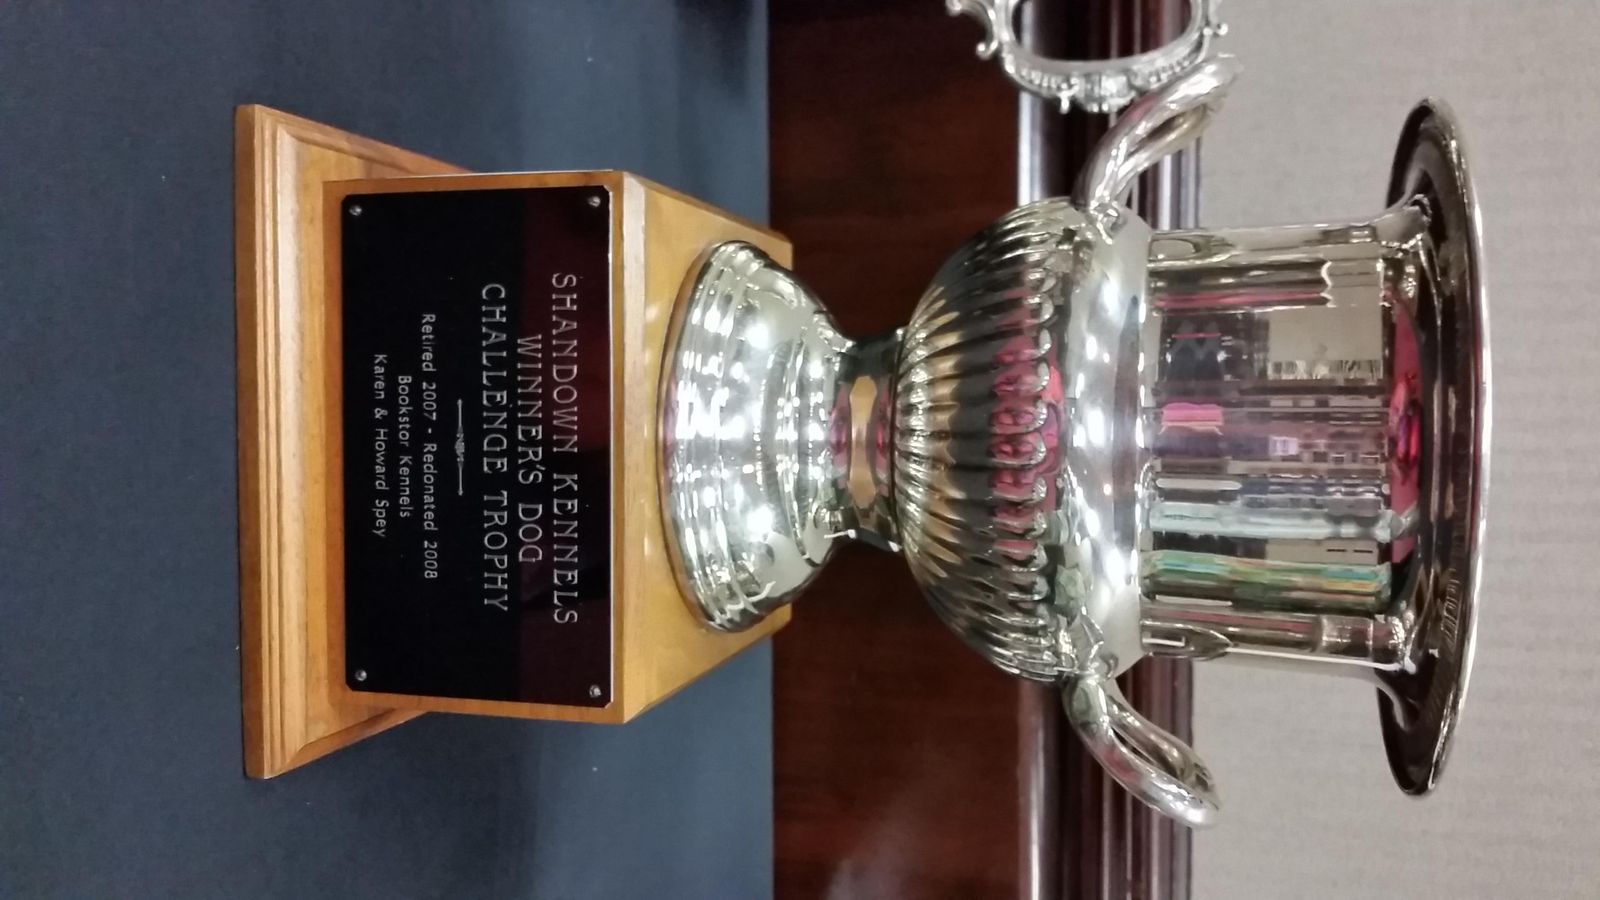 SHANDOWN KENNELS
WINNER'S DOG
CHALLENGE TROPHY
Retired 2007 - Redonated 2008
Bookstor Kennels
Karen & Howard Spey